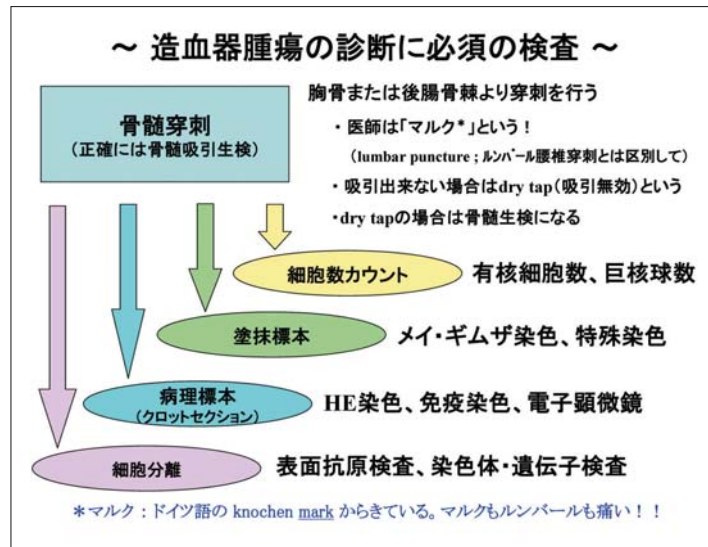 ～ 造血器腫瘍の診断に必須の検査 ～
骨髄穿刺
(正確には骨髄吸引生検)
胸骨または後腸骨棘より穿刺を行う
・医師は「マルク*」という！
(lumbar puncture ; ルンバール腰椎穿刺とは区別して)
・吸引出来ない場合はdry tap(吸引無効)という
・dry tapの場合は骨髄生検になる
細胞数カウント 有核細胞数、巨核球数
塗抹標本 メイ・ギムザ染色、特殊染色
病理標本 HE染色、免疫染色、電子顕微鏡
(クロットセクション)
細胞分離 表面抗原検査、染色体・遺伝子検査
＊マルク：ドイツ語の knochen mark からきている。マルクもルンバールも痛い！！